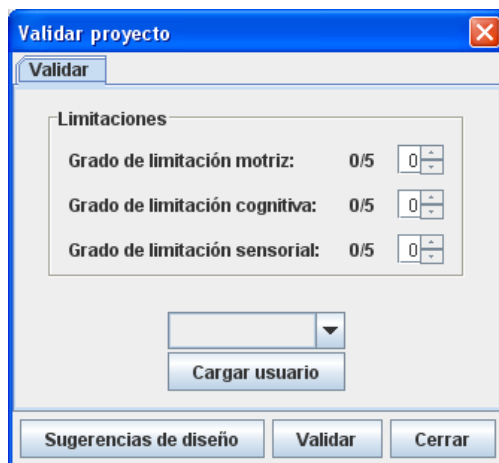 Validar proyecto
Validar
Limitaciones
Grado de limitación motriz: 0/5 0
Grado de limitación cognitiva: 0/5 0
Grado de limitación sensorial: 0/5 0
Cargar usuario
Sugerencias de diseño Validar Cerrar